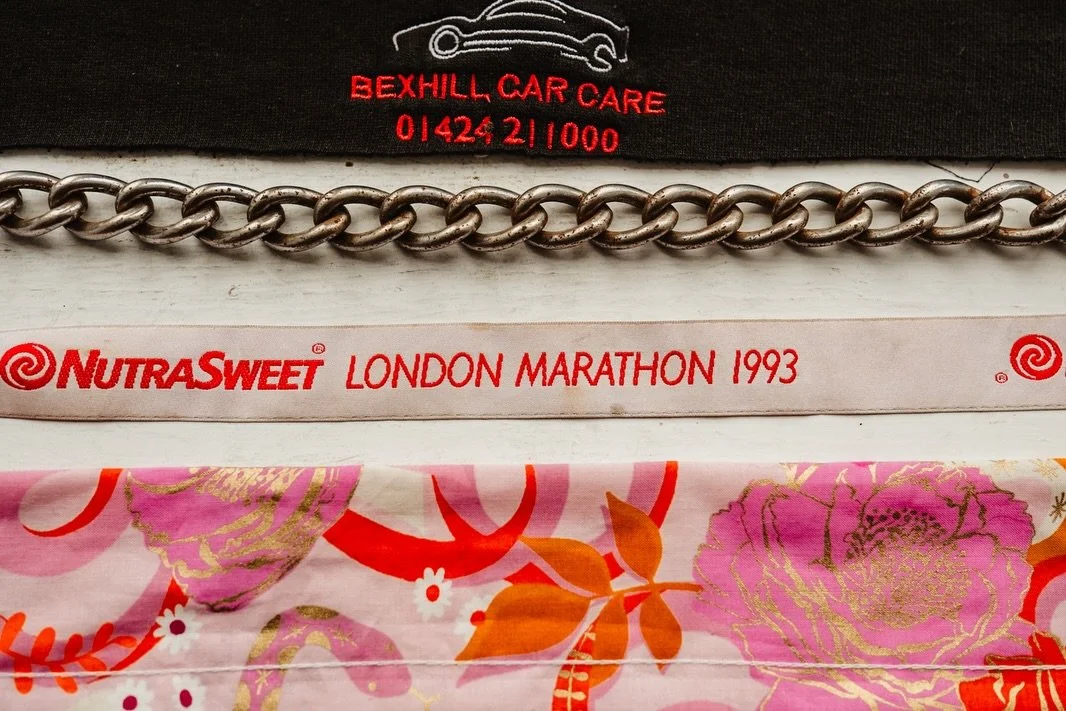 BEXHILL CAR CARE
01424 211000
NUTRASWEET® LONDON MARATHON 1993 ®